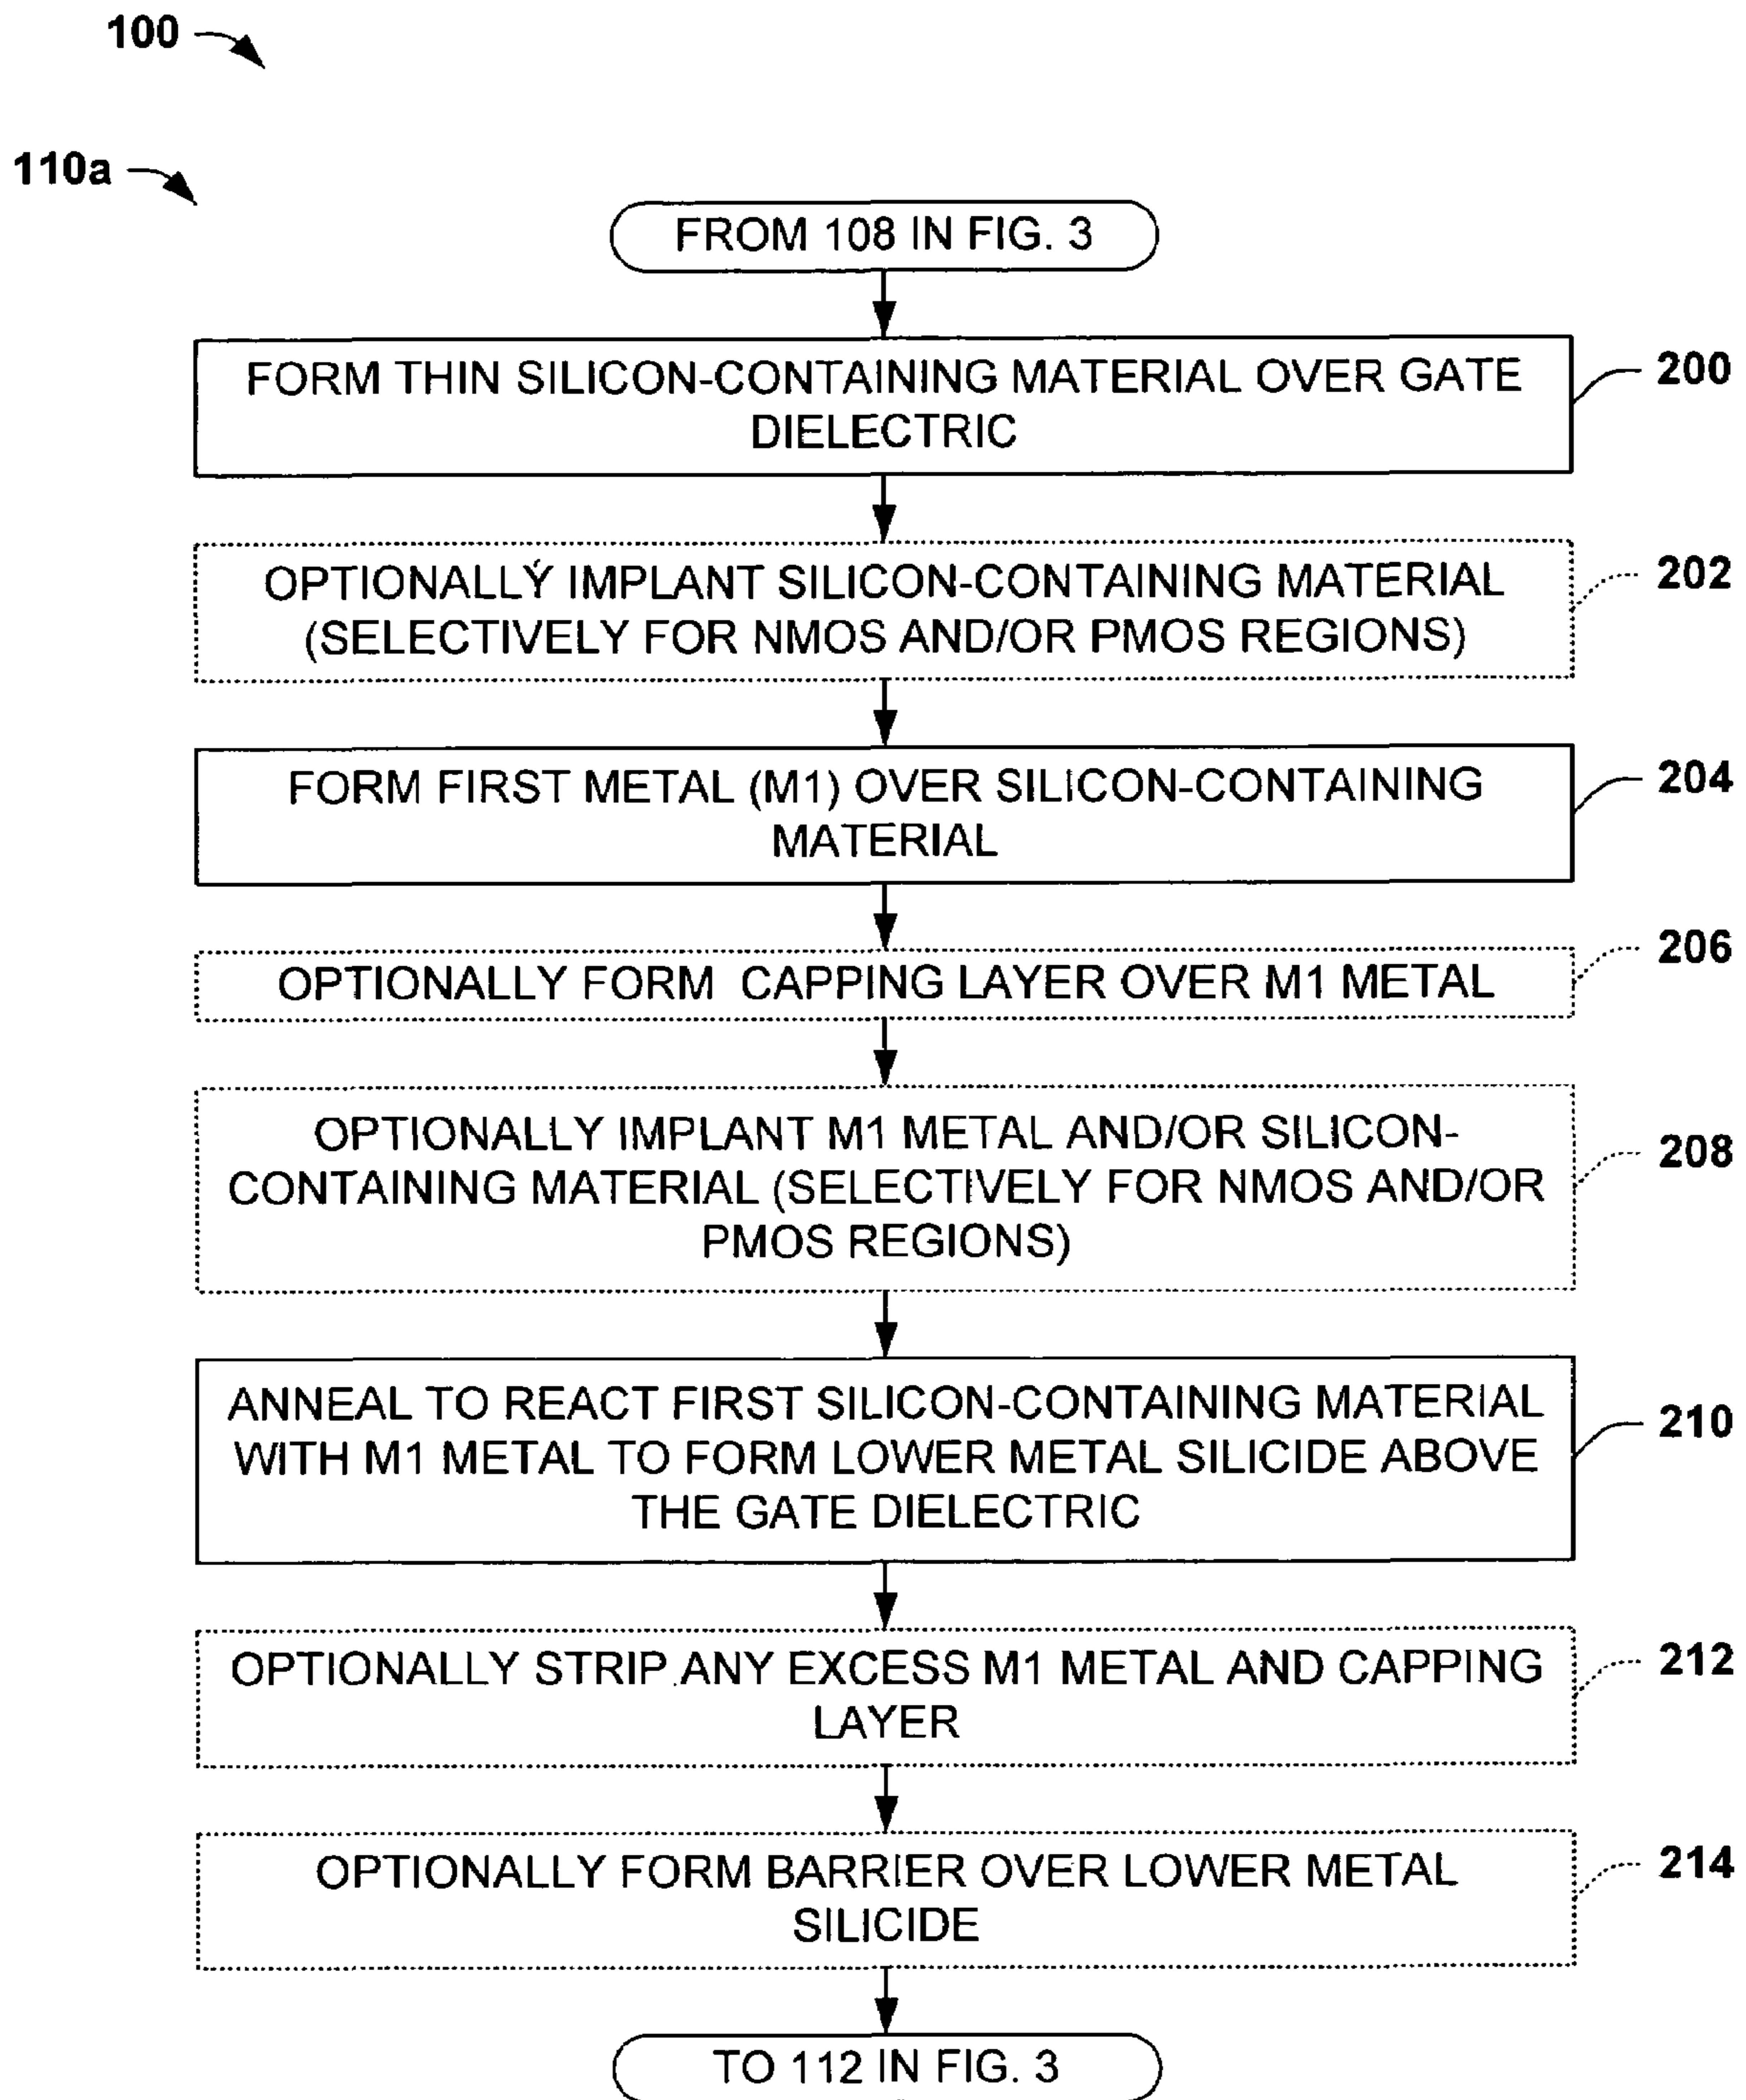 100
110a
FROM 108 IN FIG. 3
FORM THIN SILICON-CONTAINING MATERIAL OVER GATE
DIELECTRIC
200
OPTIONALLY IMPLANT SILICON-CONTAINING MATERIAL
(SELECTIVELY FOR NMOS AND/OR PMOS REGIONS)
202
FORM FIRST METAL (M1) OVER SILICON-CONTAINING
MATERIAL
204
OPTIONALLY FORM CAPPING LAYER OVER M1 METAL
206
OPTIONALLY IMPLANT M1 METAL AND/OR SILICON-
CONTAINING MATERIAL (SELECTIVELY FOR NMOS AND/OR
PMOS REGIONS)
208
ANNEAL TO REACT FIRST SILICON-CONTAINING MATERIAL
WITH M1 METAL TO FORM LOWER METAL SILICIDE ABOVE
THE GATE DIELECTRIC
210
OPTIONALLY STRIP ANY EXCESS M1 METAL AND CAPPING
LAYER
212
OPTIONALLY FORM BARRIER OVER LOWER METAL
SILICIDE
214
TO 112 IN FIG. 3